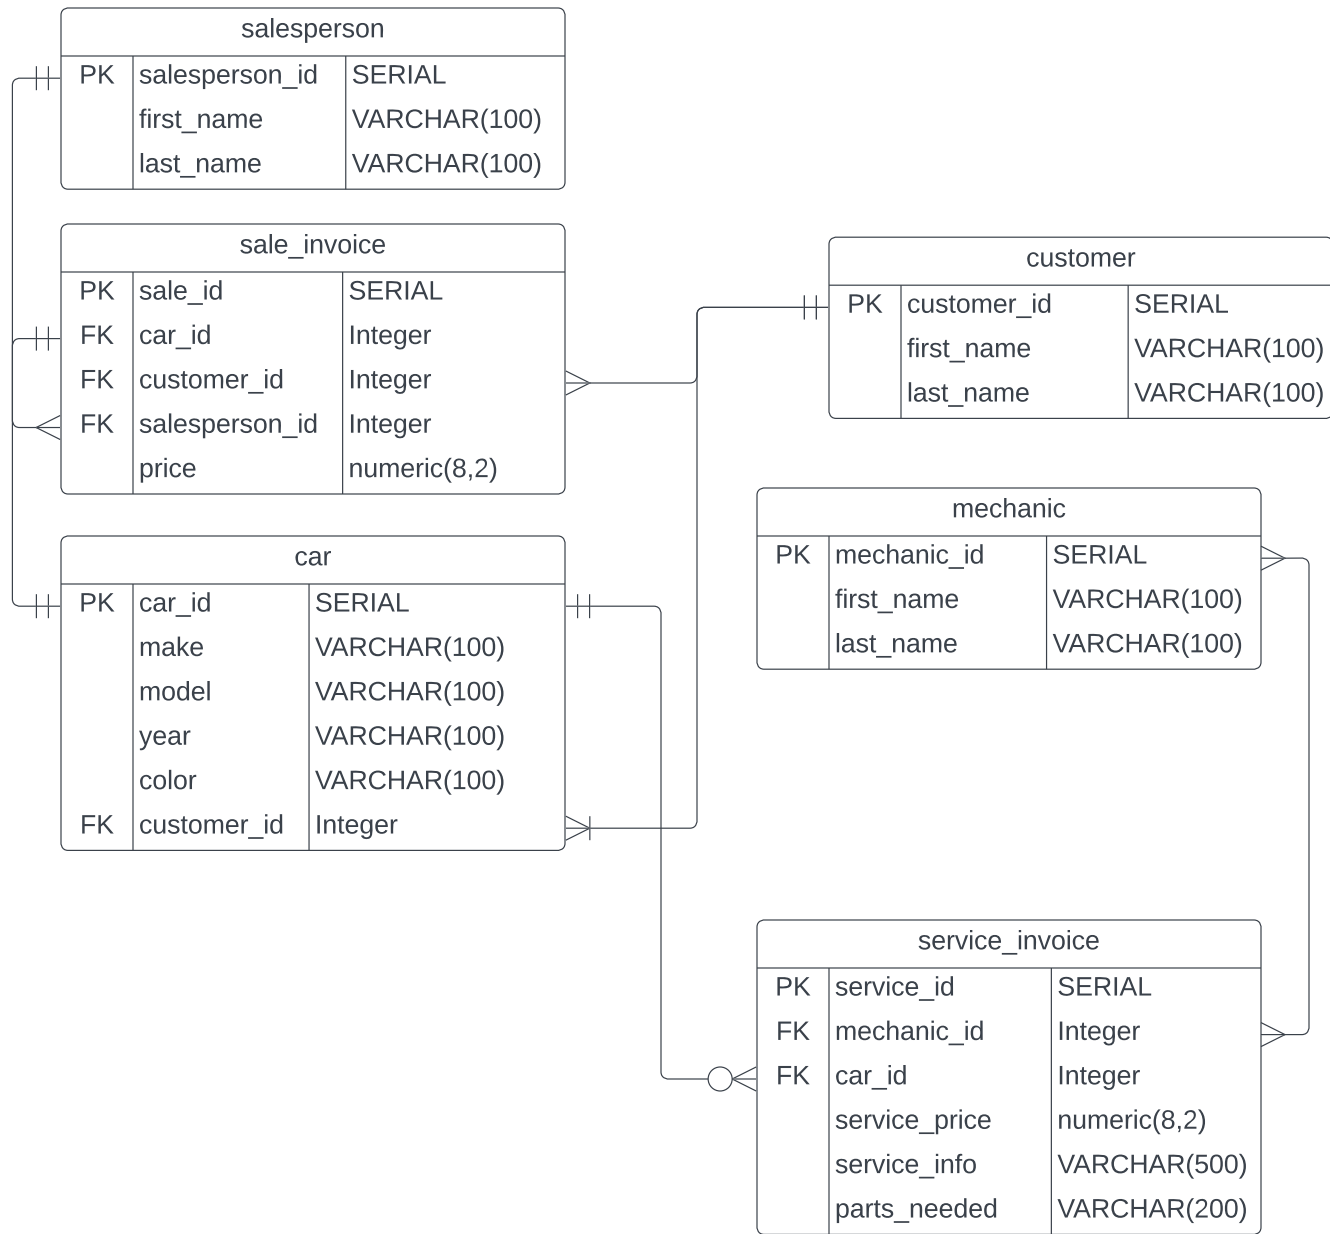 salesperson
PK salesperson_id SERIAL
first_name VARCHAR(100)
last_name VARCHAR(100)
sale_invoice
PK sale_id SERIAL
FK car_id Integer
FK customer_id Integer
FK salesperson_id Integer
price numeric(8,2)
customer
PK customer_id SERIAL
first_name VARCHAR(100)
last_name VARCHAR(100)
car
PK car_id SERIAL
make VARCHAR(100)
model VARCHAR(100)
year VARCHAR(100)
color VARCHAR(100)
FK customer_id Integer
mechanic
PK mechanic_id SERIAL
first_name VARCHAR(100)
last_name VARCHAR(100)
service_invoice
PK service_id SERIAL
FK mechanic_id Integer
FK car_id Integer
service_price numeric(8,2)
service_info VARCHAR(500)
parts_needed VARCHAR(200)